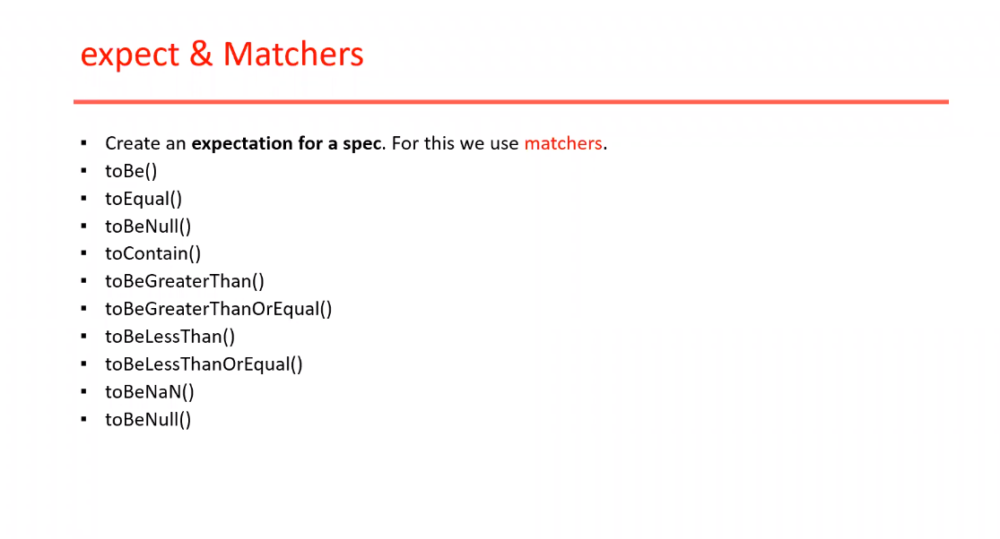 expect & Matchers
▪ Create an expectation for a spec. For this we use matchers.
▪ toBe()
▪ toEqual()
▪ toBeNull()
▪ toContain()
▪ toBeGreaterThan()
▪ toBeGreaterThanOrEqual()
▪ toBeLessThan()
▪ toBeLessThanOrEqual()
▪ toBeNaN()
▪ toBeNull()